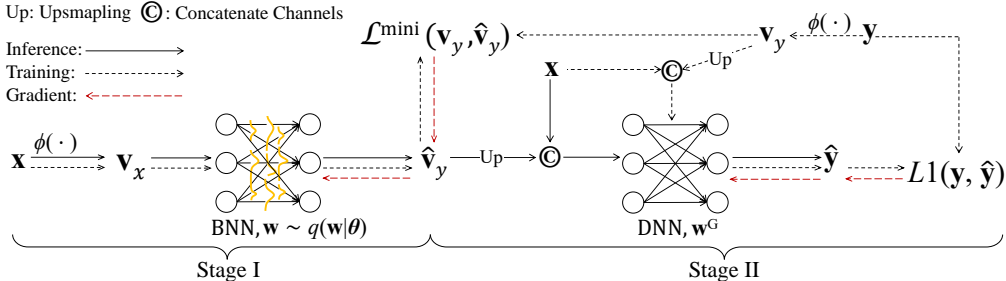 Up: Upsmapling ©: Concatenate Channels
Inference:
Training:
Gradient:
ℒ^mini(v_y, v̂_y)
v_y ϕ(·) y
Up
x ©
x ϕ(·) v_x
v̂_y Up ©
ŷ
L1(y, ŷ)
BNN, w ~ q(w|θ)
DNN, w^G
Stage I
Stage II